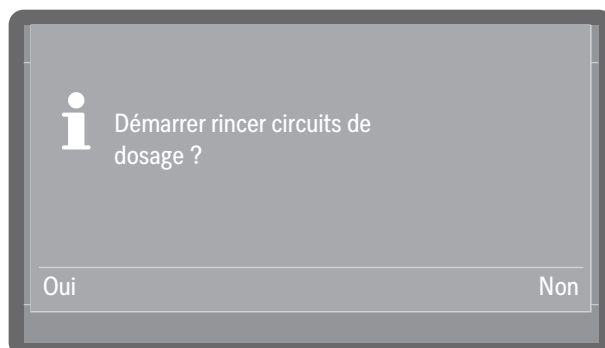 Démarrer rincer circuits de
dosage ?
Oui Non